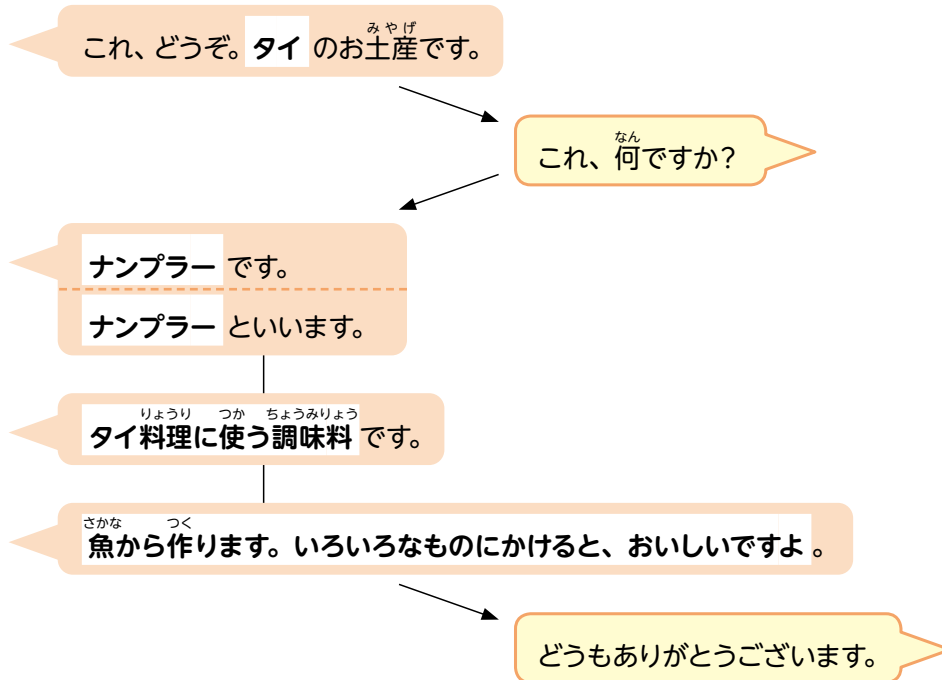 これ、どうぞ。タイ のお土産です。
これ、何ですか?
ナンプラー です。
ナンプラー といいます。
タイ料理に使う調味料 です。
魚から作ります。いろいろなものにかけると、おいしいですよ 。
どうもありがとうございます。